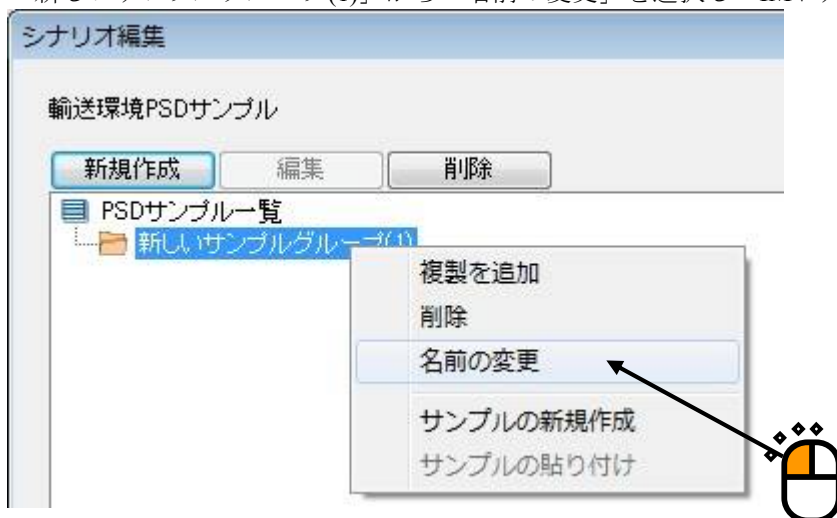 シナリオ編集
輸送環境PSDサンプル
新規作成 編集 削除
PSDサンプル一覧
新しいサンプルグループ(1)
複製を追加
削除
名前の変更
サンプルの新規作成
サンプルの貼り付け